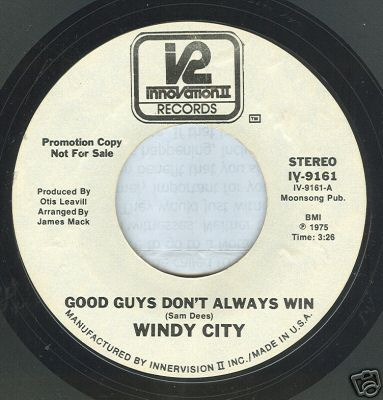 i2
innovation II
RECORDS
TM
Promotion Copy
Not For Sale
STEREO
IV-9161
IV-9161-A
Moonsong Pub.
Produced By
Otis Leavill
Arranged By
James Mack
BMI
℗ 1975
Time: 3:26
GOOD GUYS DON'T ALWAYS WIN
(Sam Dees)
WINDY CITY
MANUFACTURED BY INNERVISION II INC./MADE IN U.S.A.